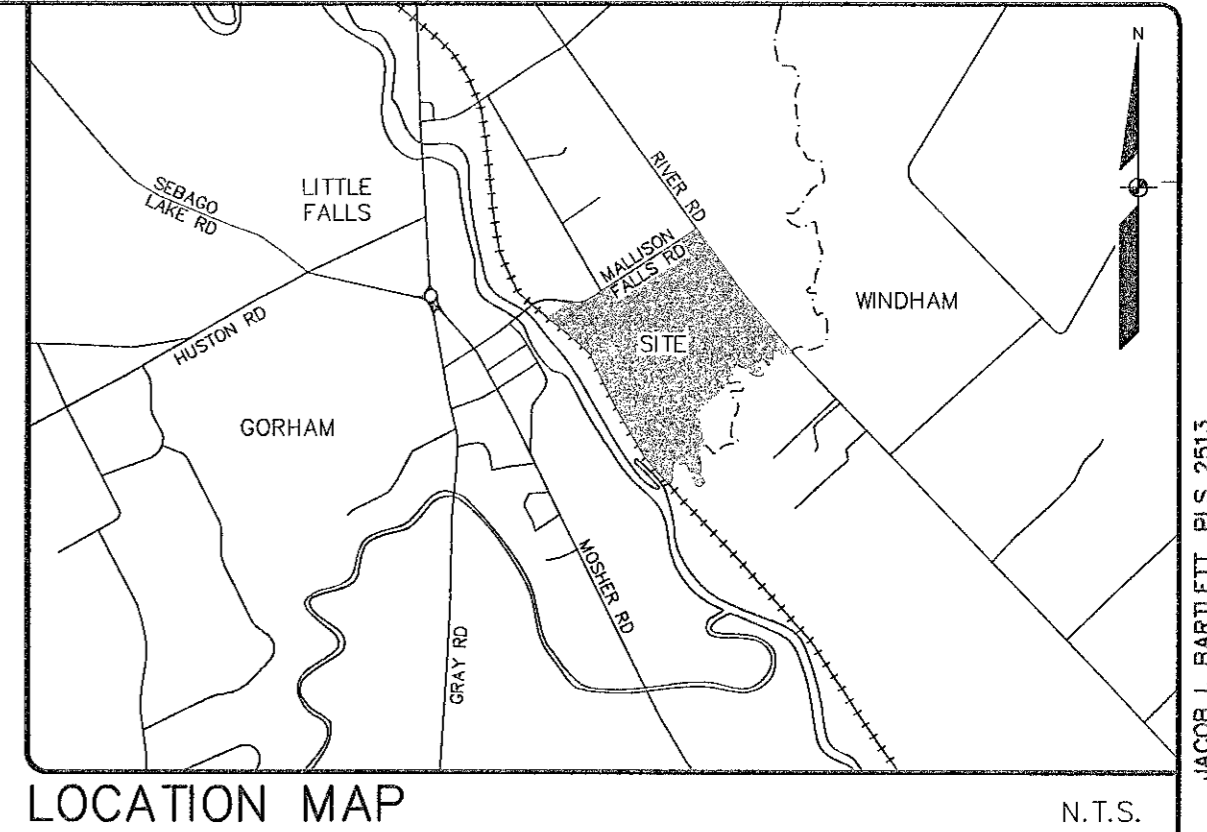 N
RIVER RD
SEBAGO
LAKE RD
LITTLE
FALLS
MALLISON
FALLS RD
WINDHAM
SITE
HUSTON RD
GORHAM
MOSHER RD
GRAY RD
JACOB L. BARTLETT PLS 2513
LOCATION MAP
N.T.S.